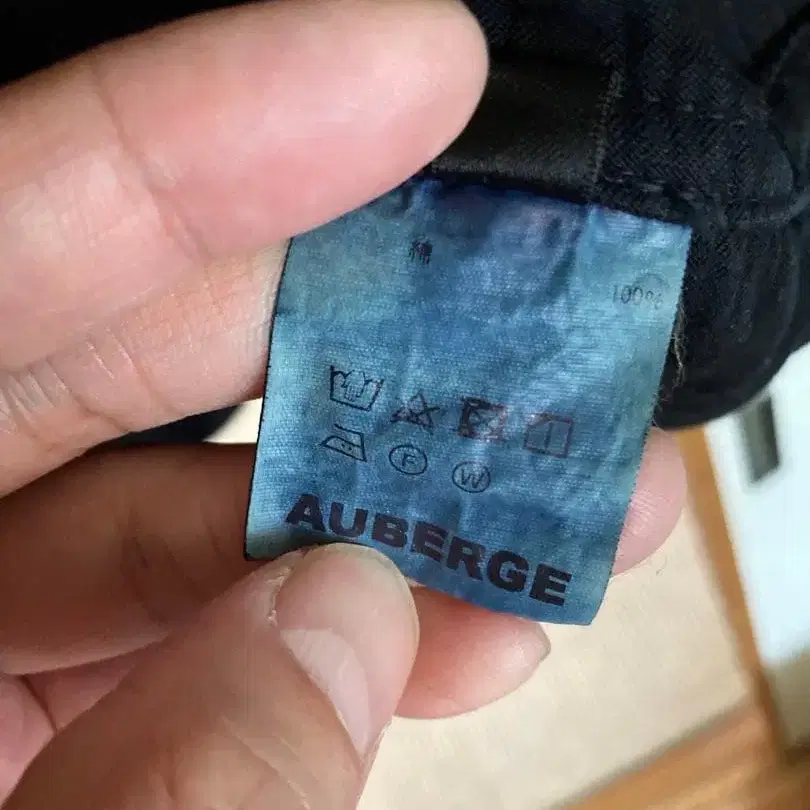 綿 100%
F W
AUBERGE